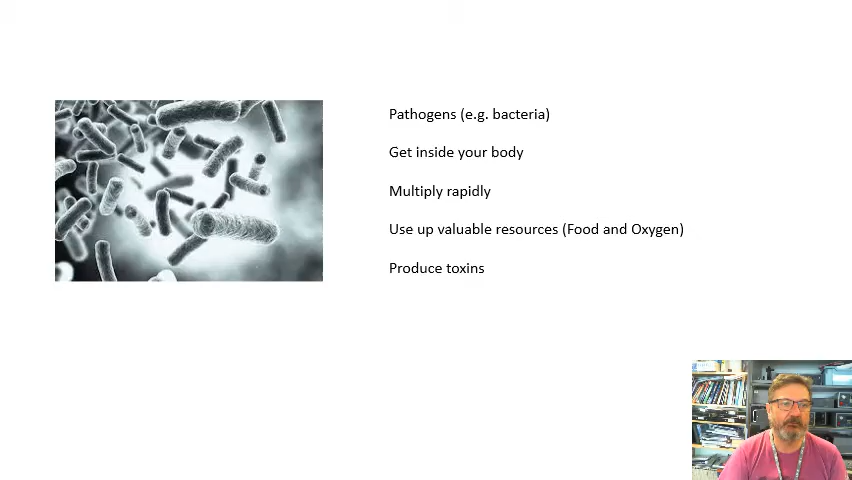 Pathogens (e.g. bacteria)
Get inside your body
Multiply rapidly
Use up valuable resources (Food and Oxygen)
Produce toxins